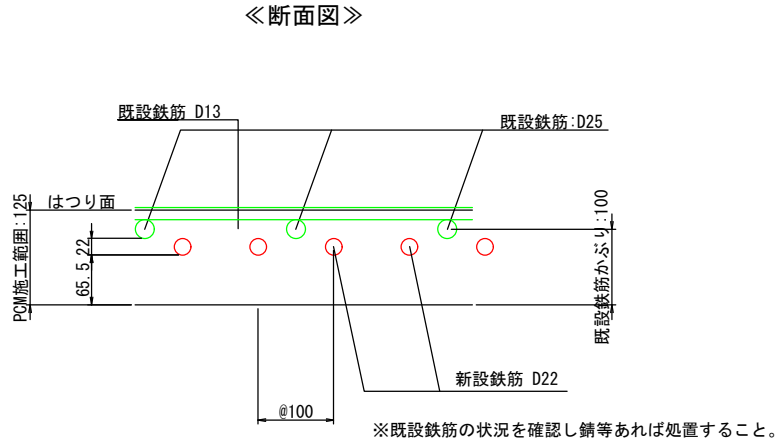 ≪断面図≫
既設鉄筋 D13
既設鉄筋:D25
はつり面
PCM施工範囲:125
22
65.5
既設鉄筋かぶり:100
新設鉄筋 D22
@100
※既設鉄筋の状況を確認し錆等あれば処置すること。